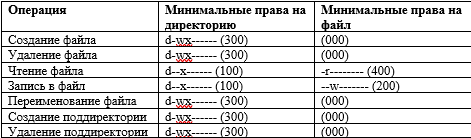 Операция Минимальные права на директорию Минимальные права на файл
Создание файла d-wx------ (300) (000)
Удаление файла d-wx------ (300) (000)
Чтение файла d--x------ (100) -r-------- (400)
Запись в файл d--x------ (100) --w------- (200)
Переименование файла d-wx------ (300) (000)
Создание поддиректории d-wx------ (300) (000)
Удаление поддиректории d-wx------ (300) (000)